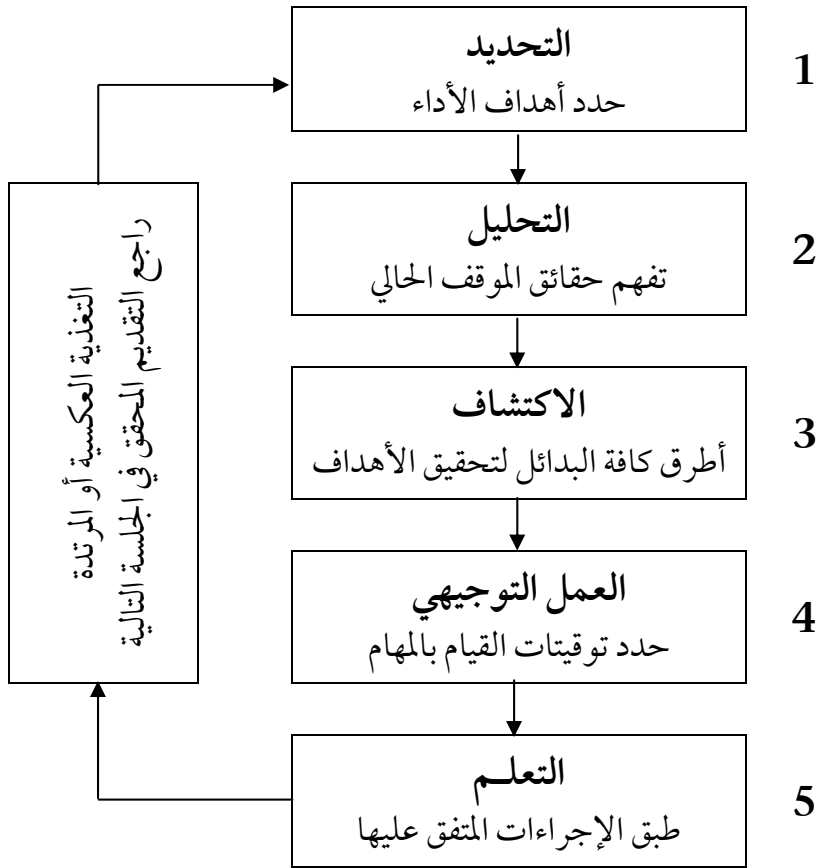 التحديد
حدد أهداف الأداء
1
التحليل
تفهم حقائق الموقف الحالي
2
الاكتشاف
أطرق كافة البدائل لتحقيق الأهداف
3
العمل التوجيهي
حدد توقيتات القيام بالمهام
4
التعلــم
طبق الإجراءات المتفق عليها
5
التغذية العكسية أو المرتدة
راجع التقديم المحقق في الجلسة التالية